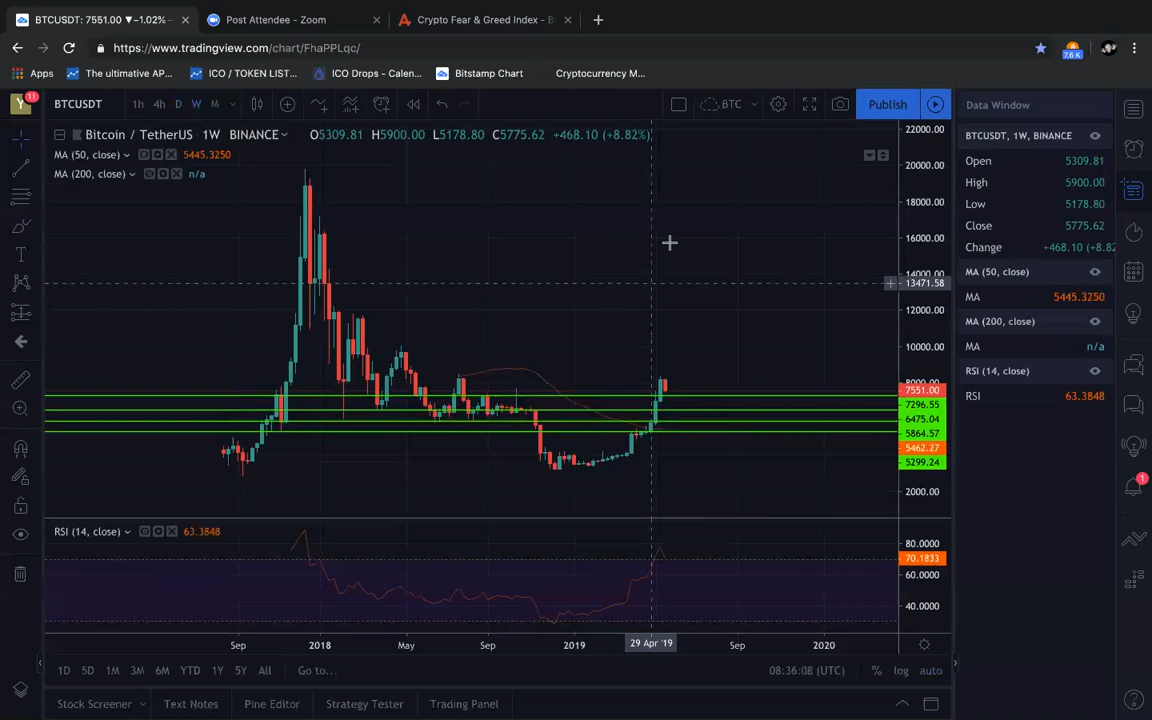 BTCUSDT: 7551.00 ▼−1.02%
Post Attendee - Zoom
Crypto Fear & Greed Index - B
https://www.tradingview.com/chart/FhaPPLqc/
7.6 K
Apps
The ultimative AP...
ICO / TOKEN LIST...
ICO Drops - Calen...
Bitstamp Chart
Cryptocurrency M...
Y
11
BTCUSDT
1h
4h
D
W
M
BTC
Publish
Data Window
Bitcoin / TetherUS
1W
BINANCE
O5309.81 H5900.00 L5178.80 C5775.62 +468.10 (+8.82%)
MA (50, close)
5445.3250
MA (200, close)
n/a
BTCUSDT, 1W, BINANCE
Open 5309.81
High 5900.00
Low 5178.80
Close 5775.62
Change +468.10 (+8.82
MA (50, close)
MA 5445.3250
MA (200, close)
MA n/a
RSI (14, close)
RSI 63.3848
22000.00
20000.00
18000.00
16000.00
14000.00
13471.58
12000.00
10000.00
8000.00
7551.00
7296.55
6475.04
5864.57
5462.27
5299.24
2000.00
RSI (14, close)
63.3848
80.0000
70.1833
60.0000
40.0000
Sep
2018
May
Sep
2019
29 Apr '19
Sep
2020
1D
5D
1M
3M
6M
YTD
1Y
5Y
All
Go to...
08:36:08 (UTC)
%
log
auto
Stock Screener
Text Notes
Pine Editor
Strategy Tester
Trading Panel
1